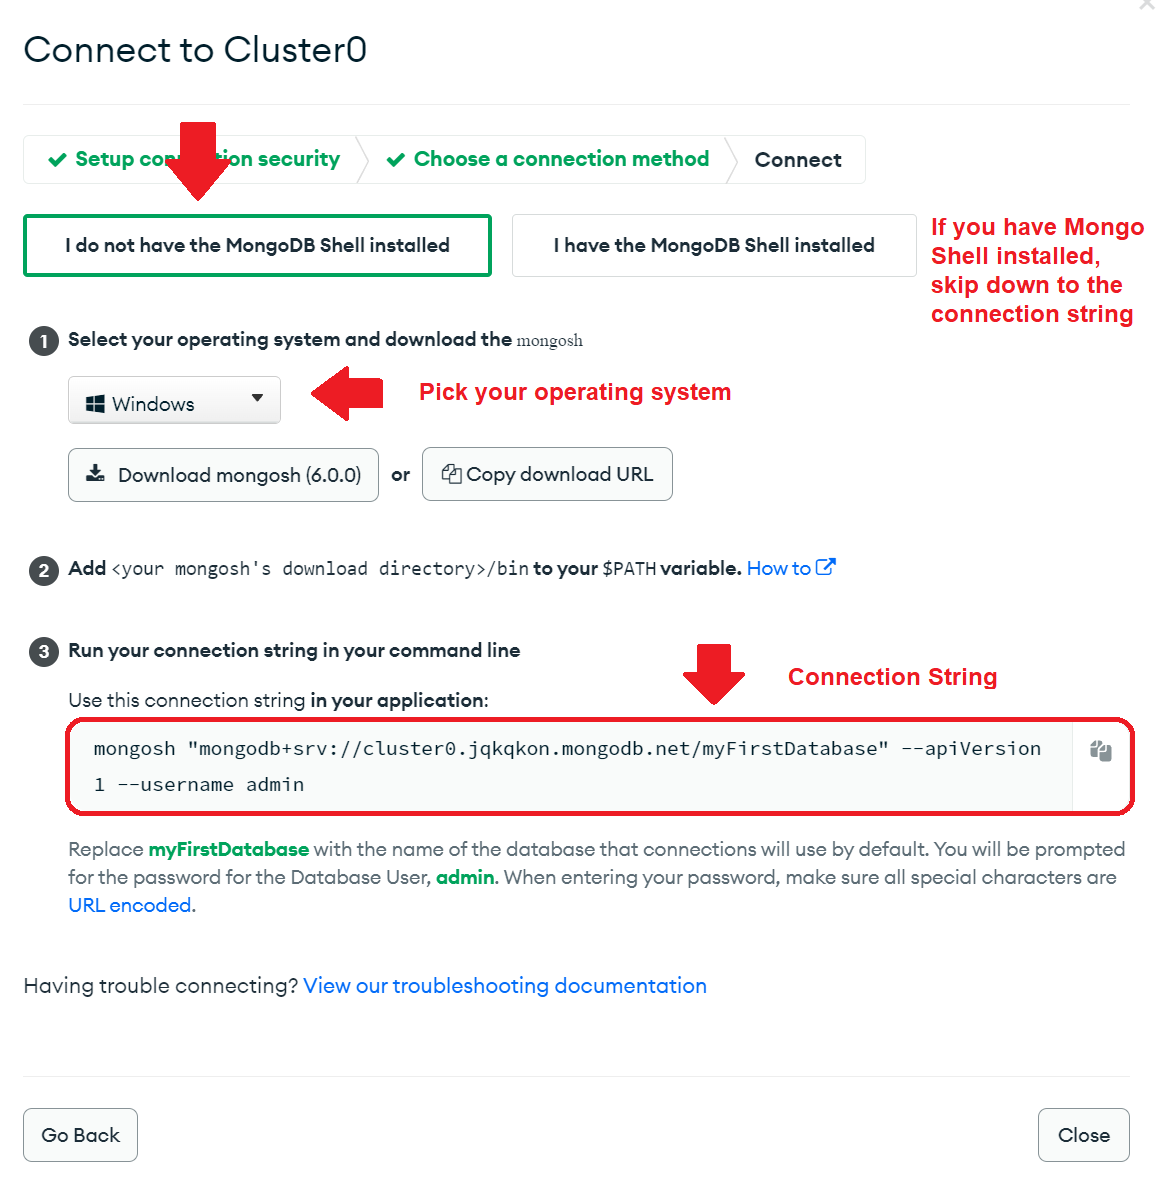 Connect to Cluster0
Setup connection security
Choose a connection method
Connect
I do not have the MongoDB Shell installed
I have the MongoDB Shell installed
If you have Mongo
Shell installed,
skip down to the
connection string
1 Select your operating system and download the mongosh
Windows
Pick your operating system
Download mongosh (6.0.0) or Copy download URL
2 Add <your mongosh's download directory>/bin to your $PATH variable. How to
3 Run your connection string in your command line
Connection String
Use this connection string in your application:
mongosh "mongodb+srv://cluster0.jqkqkon.mongodb.net/myFirstDatabase" --apiVersion
1 --username admin
Replace myFirstDatabase with the name of the database that connections will use by default. You will be prompted
for the password for the Database User, admin. When entering your password, make sure all special characters are
URL encoded.
Having trouble connecting? View our troubleshooting documentation
Go Back
Close